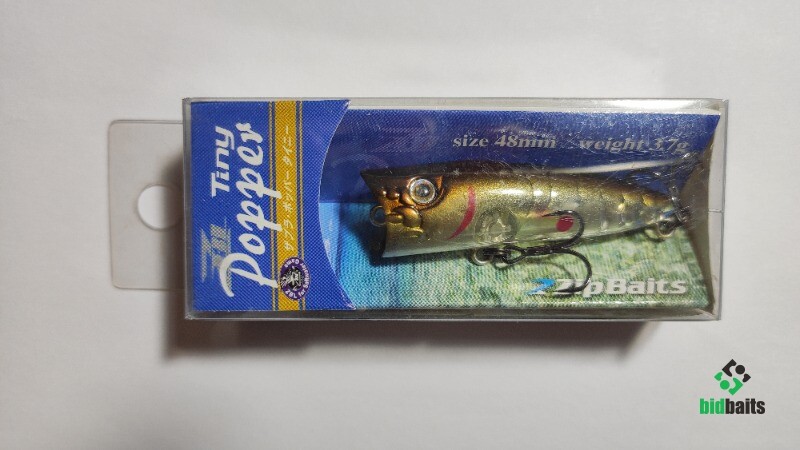 Tiny
Popper
ザブラ・ポッパー タイニー
size 48mm weight 3.7g
ZipBaits
bidbaits